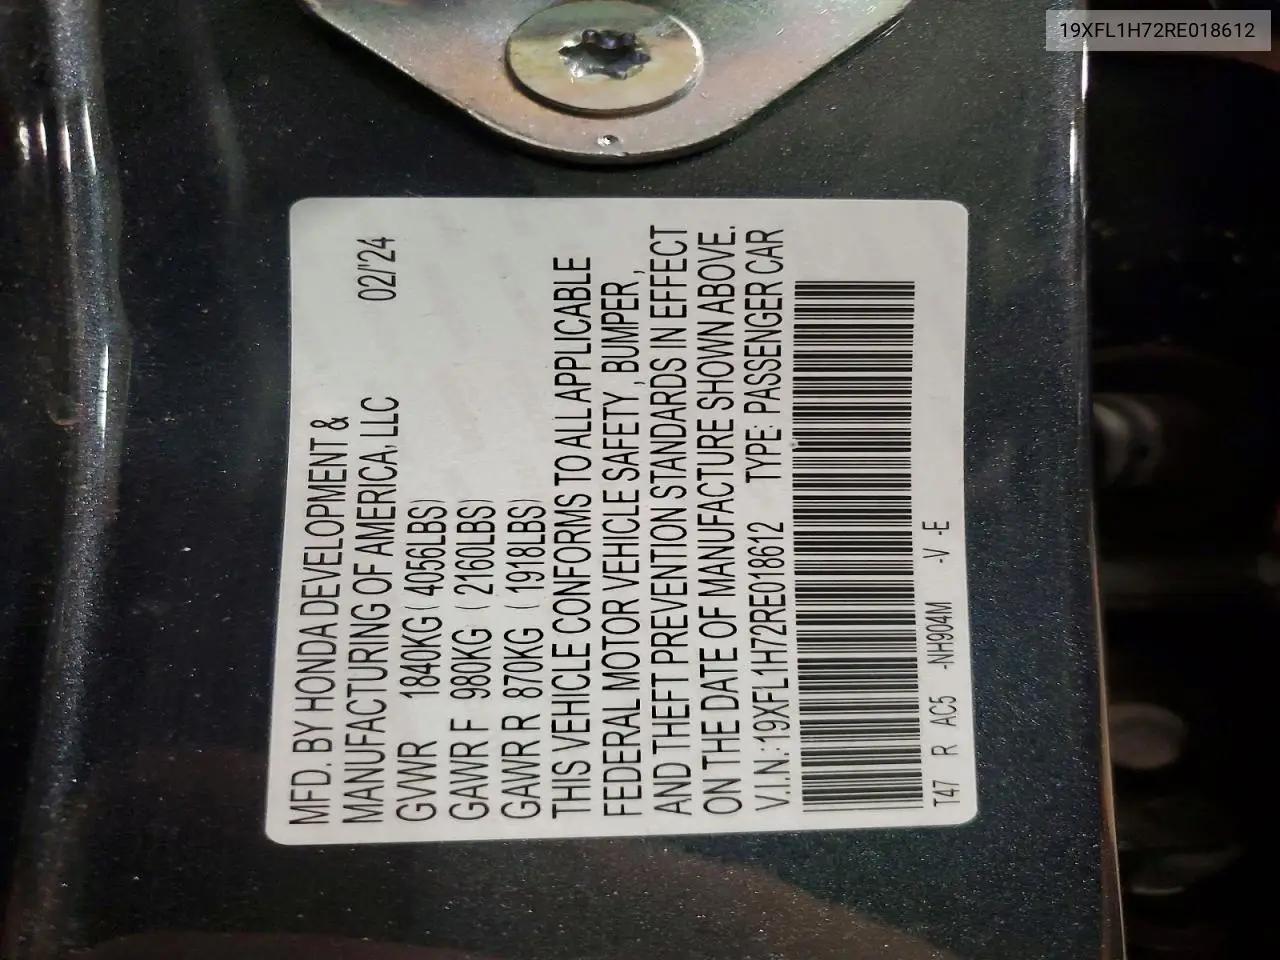 19XFL1H72RE018612
MFD. BY HONDA DEVELOPMENT &
MANUFACTURING OF AMERICA, LLC 02/'24
GVWR 1840KG ( 4056LBS)
GAWR F 980KG ( 2160LBS)
GAWR R 870KG ( 1918LBS)
THIS VEHICLE CONFORMS TO ALL APPLICABLE
FEDERAL MOTOR VEHICLE SAFETY , BUMPER ,
AND THEFT PREVENTION STANDARDS IN EFFECT
ON THE DATE OF MANUFACTURE SHOWN ABOVE.
V.I.N.:19XFL1H72RE018612 TYPE: PASSENGER CAR
T47 R AC5 -NH904M -V -E